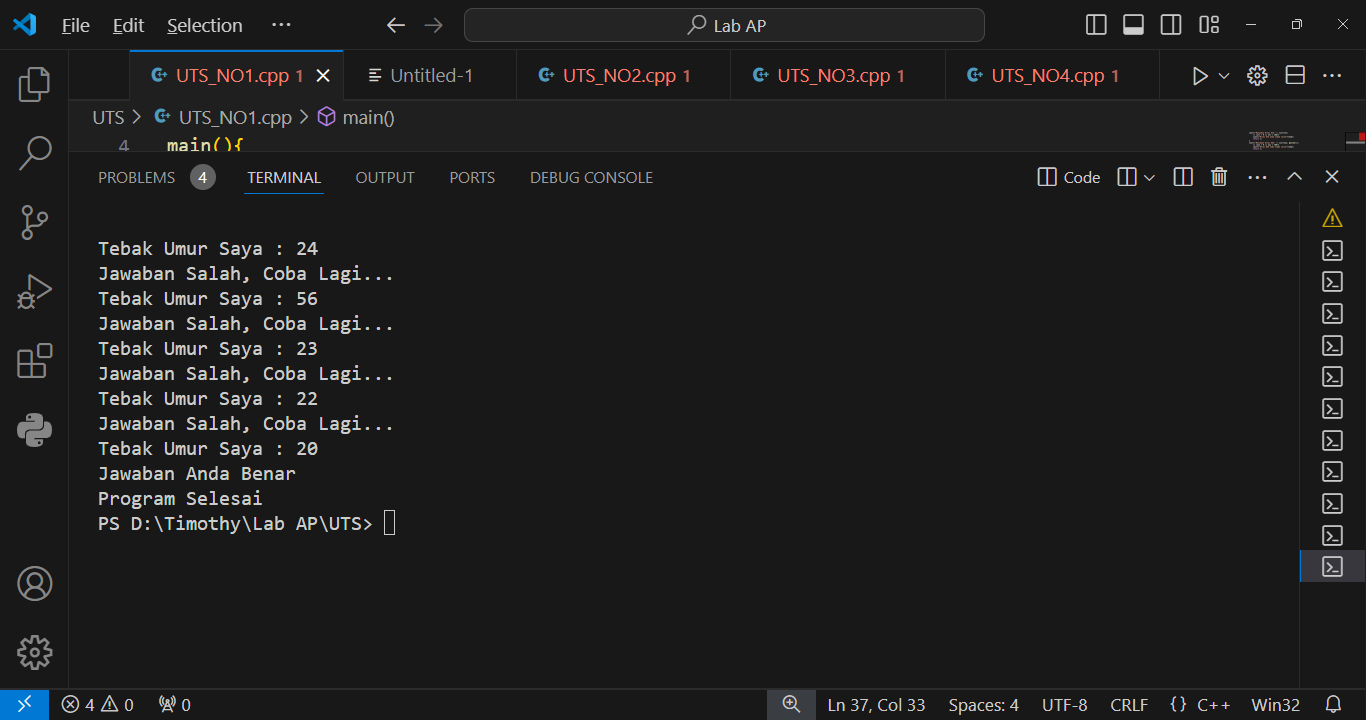 File Edit Selection ··· Lab AP
UTS_NO1.cpp 1 Untitled-1 UTS_NO2.cpp 1 UTS_NO3.cpp 1 UTS_NO4.cpp 1
UTS > UTS_NO1.cpp > main()
4 main(){
PROBLEMS 4 TERMINAL OUTPUT PORTS DEBUG CONSOLE Code
Tebak Umur Saya : 24
Jawaban Salah, Coba Lagi...
Tebak Umur Saya : 56
Jawaban Salah, Coba Lagi...
Tebak Umur Saya : 23
Jawaban Salah, Coba Lagi...
Tebak Umur Saya : 22
Jawaban Salah, Coba Lagi...
Tebak Umur Saya : 20
Jawaban Anda Benar
Program Selesai
PS D:\Timothy\Lab AP\UTS>
4 0 0 Ln 37, Col 33 Spaces: 4 UTF-8 CRLF {} C++ Win32